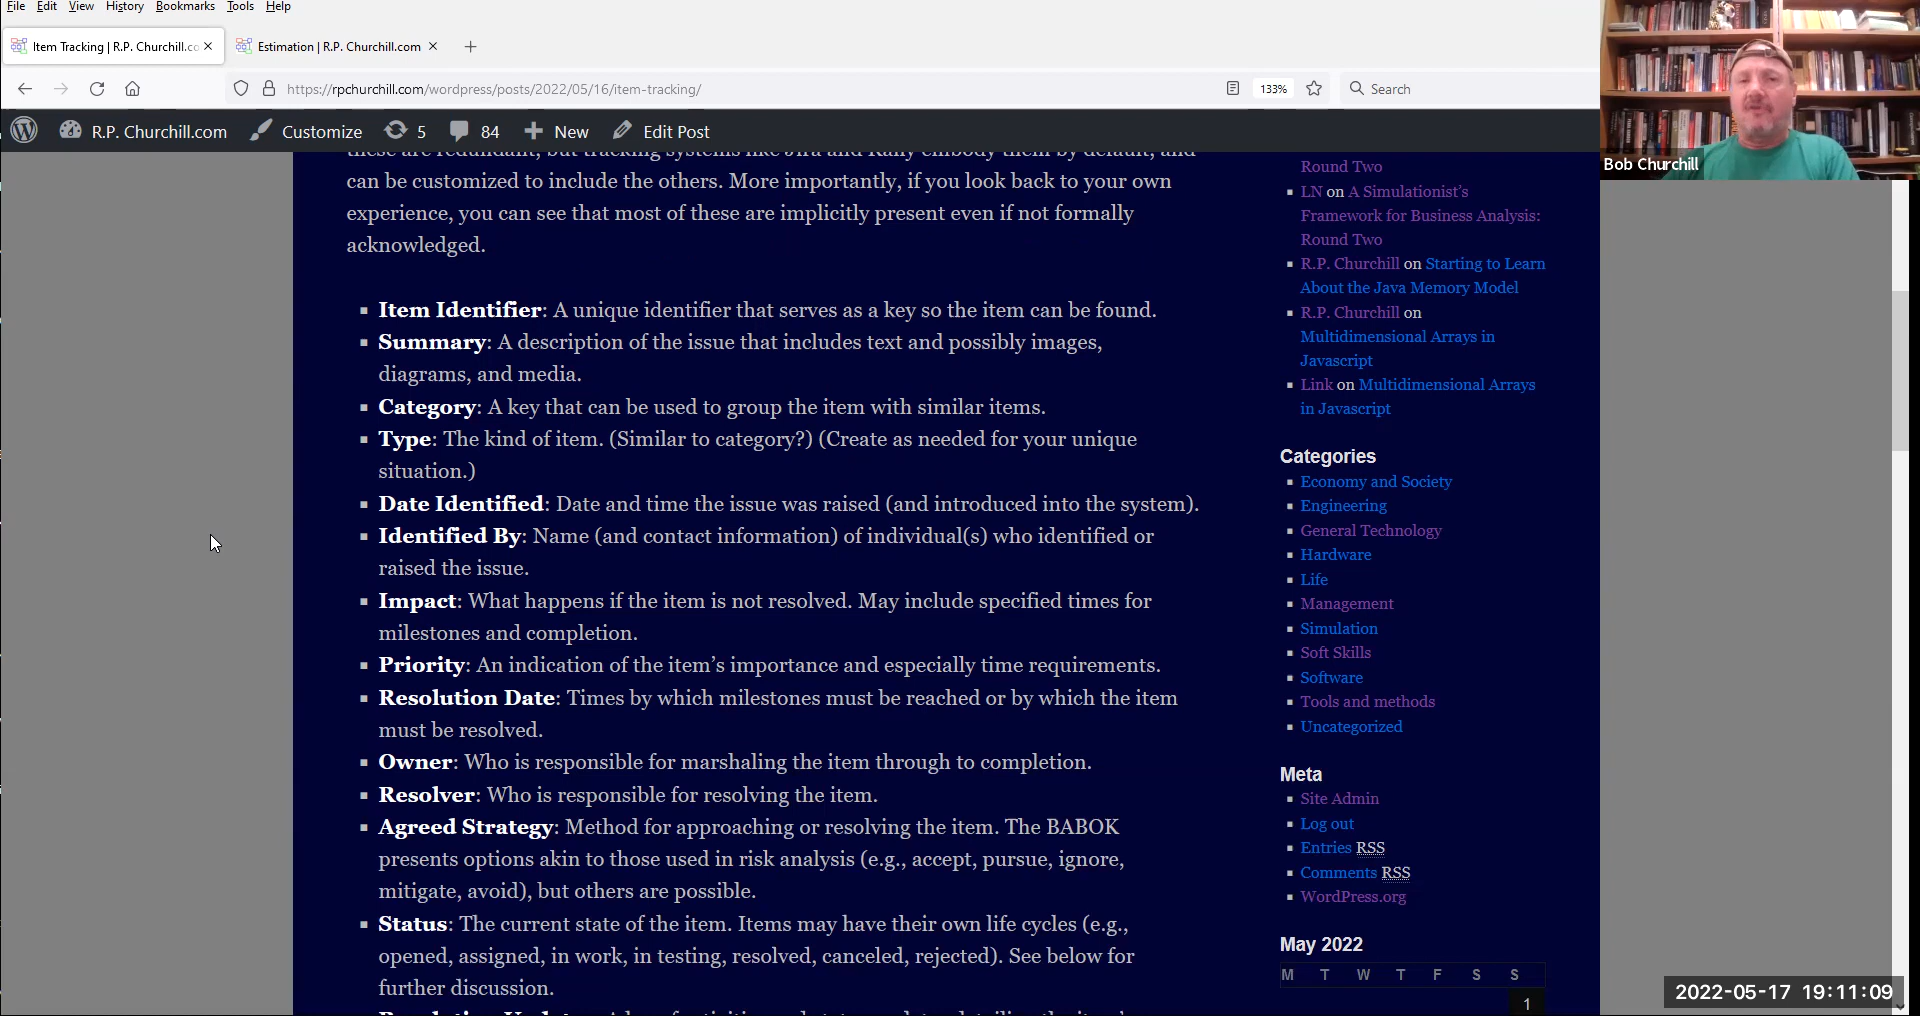 File Edit View History Bookmarks Tools Help
Item Tracking | R.P. Churchill.co
Estimation | R.P. Churchill.com
https://rpchurchill.com/wordpress/posts/2022/05/16/item-tracking/
133%
Search
R.P. Churchill.com Customize 5 84 New Edit Post
Bob Churchill
these are redundant, but tracking systems like Jira and Rally embody them by default, and
can be customized to include the others. More importantly, if you look back to your own
experience, you can see that most of these are implicitly present even if not formally
acknowledged.
Item Identifier: A unique identifier that serves as a key so the item can be found.
Summary: A description of the issue that includes text and possibly images,
diagrams, and media.
Category: A key that can be used to group the item with similar items.
Type: The kind of item. (Similar to category?) (Create as needed for your unique
situation.)
Date Identified: Date and time the issue was raised (and introduced into the system).
Identified By: Name (and contact information) of individual(s) who identified or
raised the issue.
Impact: What happens if the item is not resolved. May include specified times for
milestones and completion.
Priority: An indication of the item's importance and especially time requirements.
Resolution Date: Times by which milestones must be reached or by which the item
must be resolved.
Owner: Who is responsible for marshaling the item through to completion.
Resolver: Who is responsible for resolving the item.
Agreed Strategy: Method for approaching or resolving the item. The BABOK
presents options akin to those used in risk analysis (e.g., accept, pursue, ignore,
mitigate, avoid), but others are possible.
Status: The current state of the item. Items may have their own life cycles (e.g.,
opened, assigned, in work, in testing, resolved, canceled, rejected). See below for
further discussion.
Round Two
LN on A Simulationist's
Framework for Business Analysis:
Round Two
R.P. Churchill on Starting to Learn
About the Java Memory Model
R.P. Churchill on
Multidimensional Arrays in
Javascript
Link on Multidimensional Arrays
in Javascript
Categories
Economy and Society
Engineering
General Technology
Hardware
Life
Management
Simulation
Soft Skills
Software
Tools and methods
Uncategorized
Meta
Site Admin
Log out
Entries RSS
Comments RSS
WordPress.org
May 2022
M T W T F S S
1
2022-05-17 19:11:09